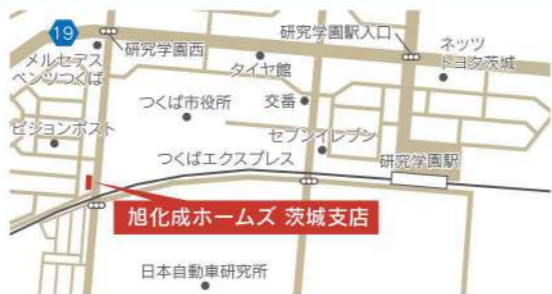 19
研究学園西
研究学園駅入口
ネッツ
トヨタ茨城
メルセデス
ベンツつくば
タイヤ館
つくば市役所
交番
ビジョンポスト
セブンイレブン
つくばエクスプレス
研究学園駅
旭化成ホームズ 茨城支店
日本自動車研究所